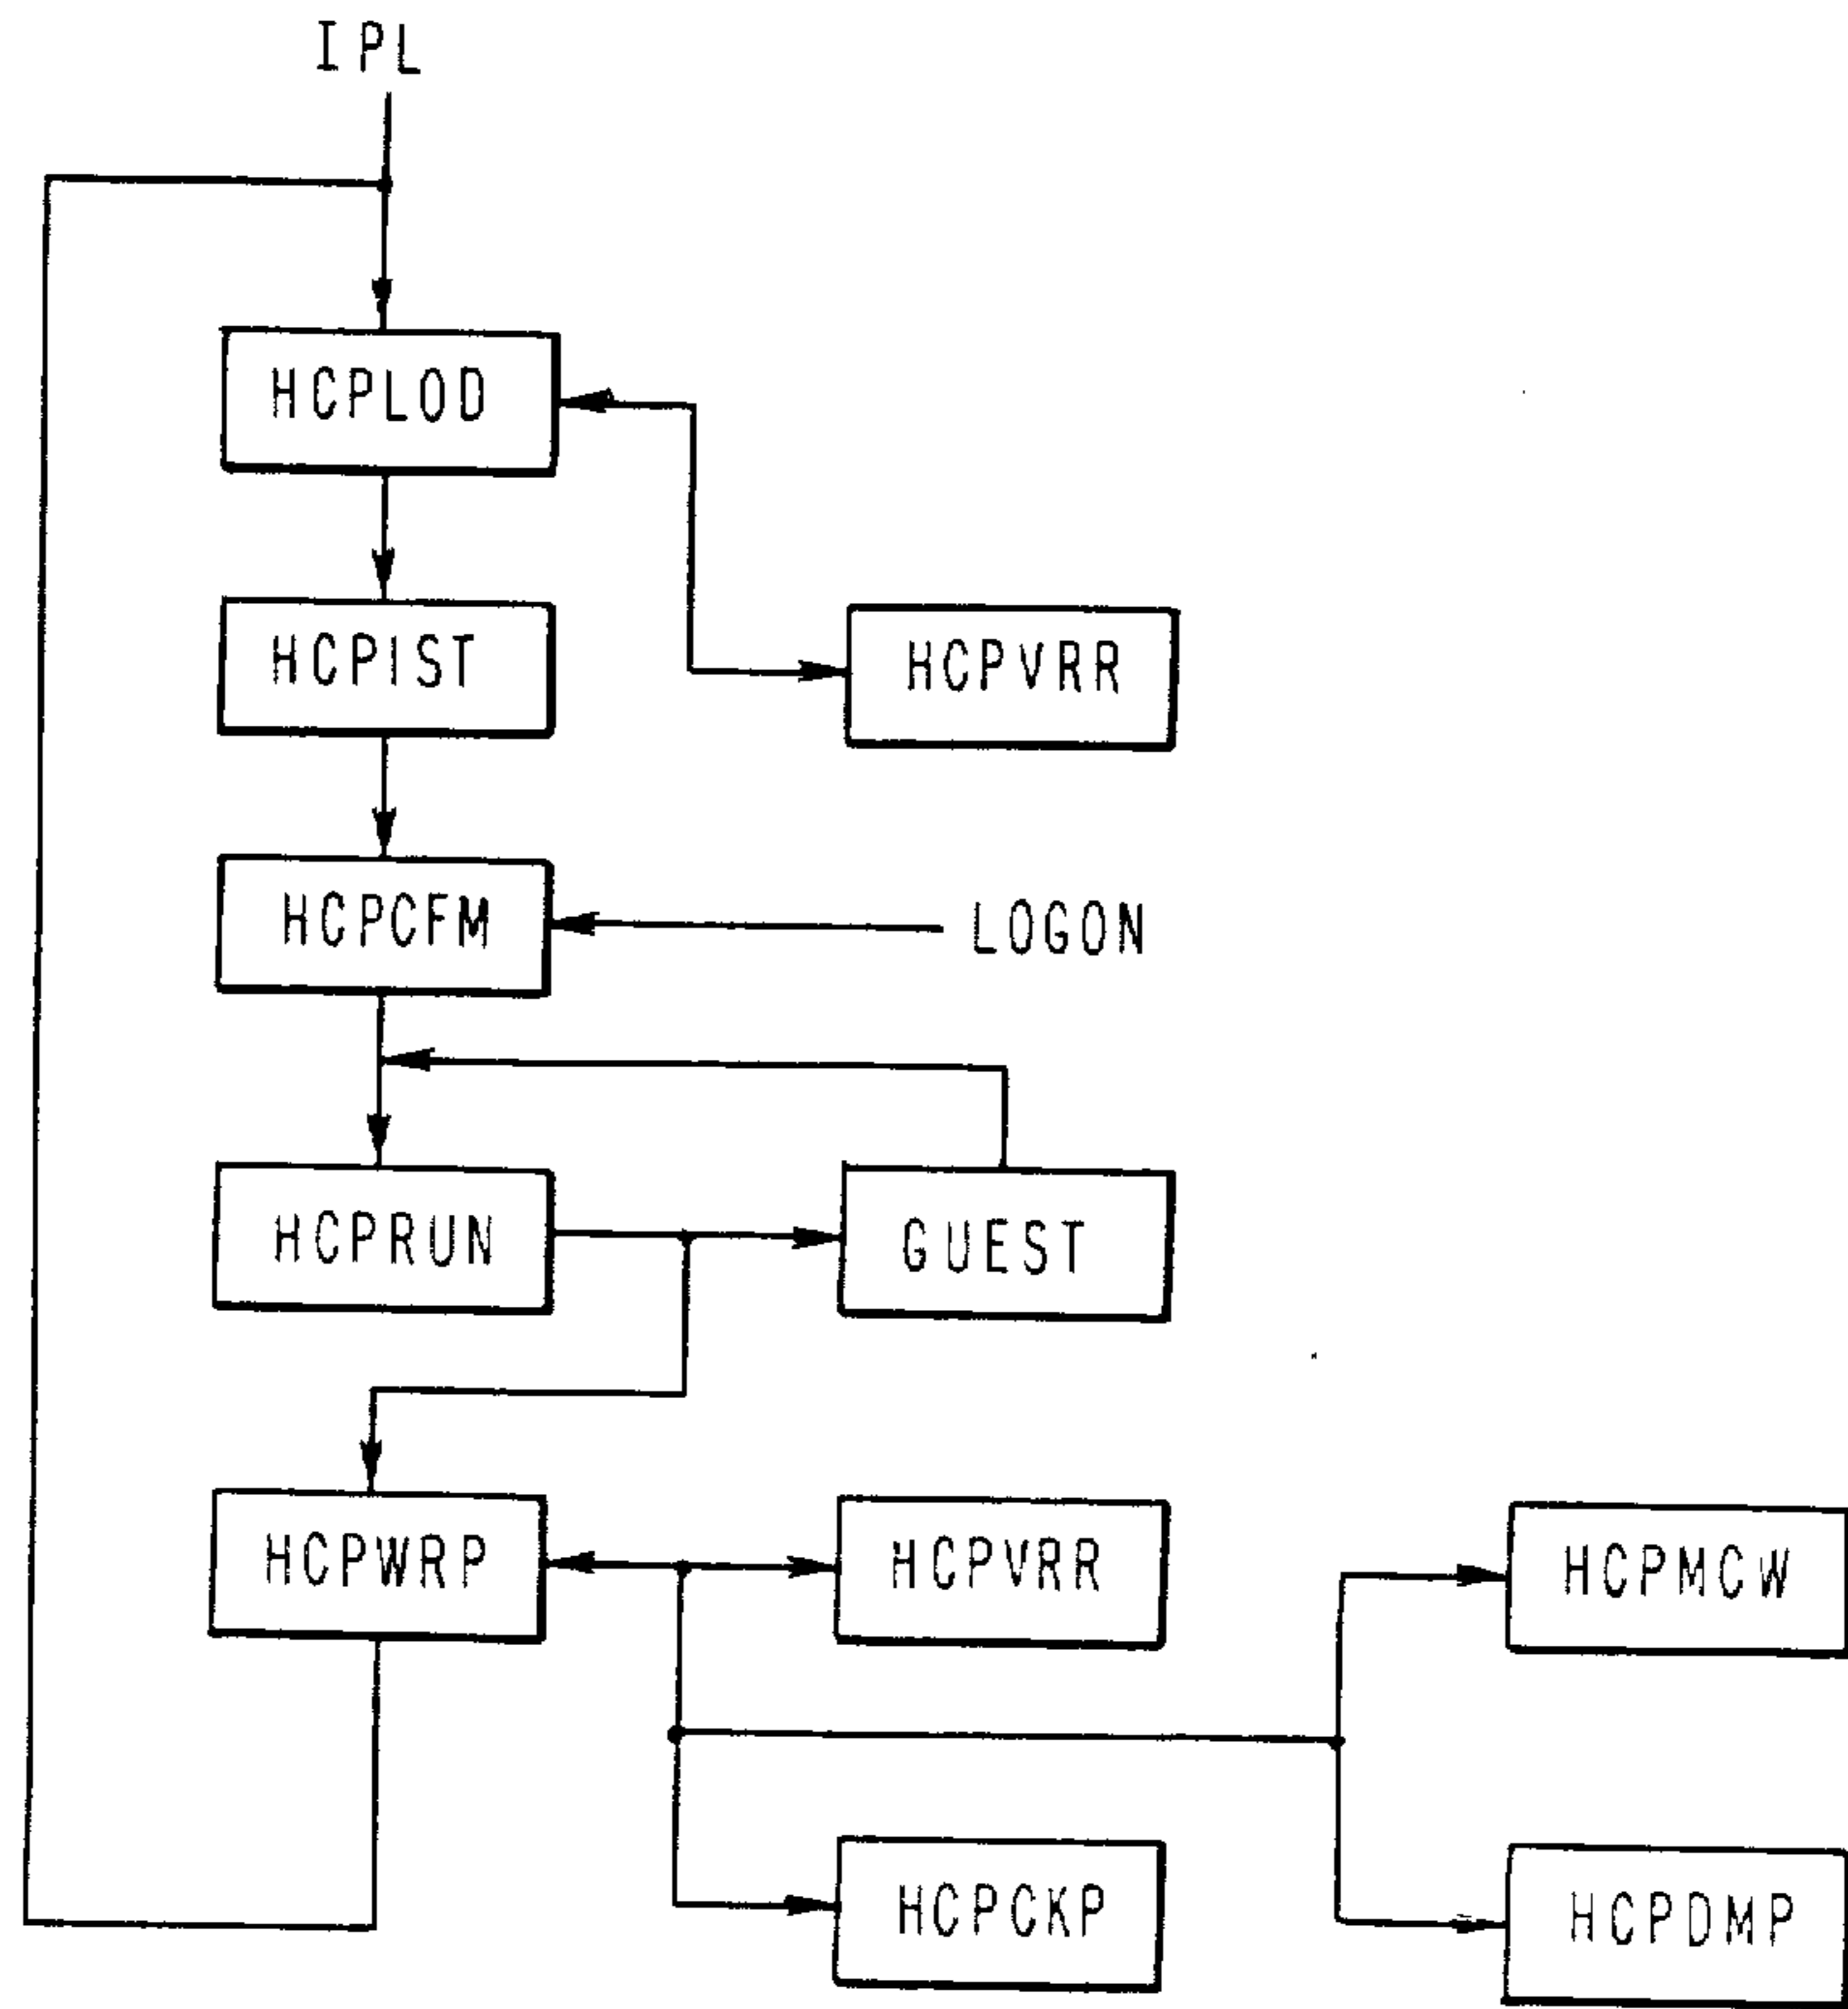 IPL
HCPLOD
HCPIST
HCPVRR
HCPCFM
LOGON
HCPRUN
GUEST
HCPWRP
HCPVRR
HCPMCW
HCPCKP
HCPDMP